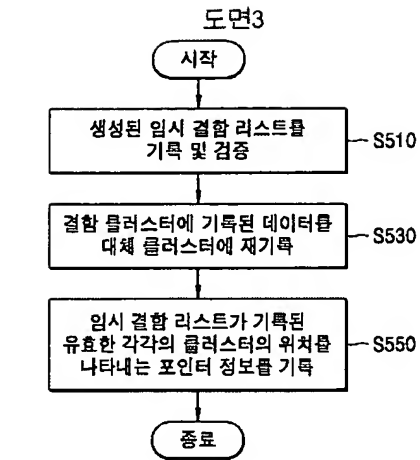 도면3
시작
생성된 임시 결함 리스트를
기록 및 검증
S510
결함 클러스터에 기록된 데이터를
대체 클러스터에 재기록
S530
임시 결함 리스트가 기록된
유효한 각각의 클러스터의 위치를
나타내는 포인터 정보를 기록
S550
종료